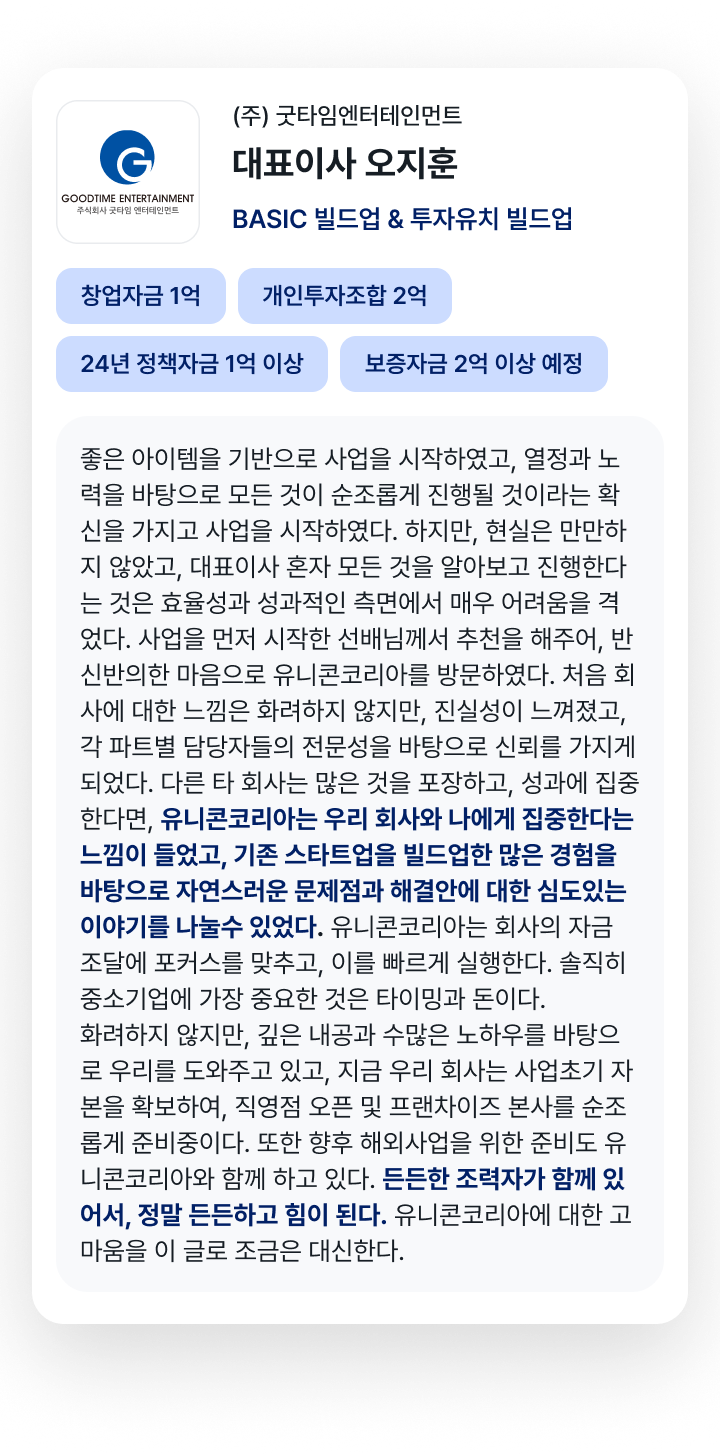 (주) 굿타임엔터테인먼트
대표이사 오지훈
BASIC 빌드업 & 투자유치 빌드업
G
GOODTIME ENTERTAINMENT
주식회사 굿타임 엔터테인먼트
창업자금 1억
개인투자조합 2억
24년 정책자금 1억 이상
보증자금 2억 이상 예정
좋은 아이템을 기반으로 사업을 시작하였고, 열정과 노
력을 바탕으로 모든 것이 순조롭게 진행될 것이라는 확
신을 가지고 사업을 시작하였다. 하지만, 현실은 만만하
지 않았고, 대표이사 혼자 모든 것을 알아보고 진행한다
는 것은 효율성과 성과적인 측면에서 매우 어려움을 격
었다. 사업을 먼저 시작한 선배님께서 추천을 해주어, 반
신반의한 마음으로 유니콘코리아를 방문하였다. 처음 회
사에 대한 느낌은 화려하지 않지만, 진실성이 느껴졌고,
각 파트별 담당자들의 전문성을 바탕으로 신뢰를 가지게
되었다. 다른 타 회사는 많은 것을 포장하고, 성과에 집중
한다면, 유니콘코리아는 우리 회사와 나에게 집중한다는
느낌이 들었고, 기존 스타트업을 빌드업한 많은 경험을
바탕으로 자연스러운 문제점과 해결안에 대한 심도있는
이야기를 나눌수 있었다. 유니콘코리아는 회사의 자금
조달에 포커스를 맞추고, 이를 빠르게 실행한다. 솔직히
중소기업에 가장 중요한 것은 타이밍과 돈이다.
화려하지 않지만, 깊은 내공과 수많은 노하우를 바탕으
로 우리를 도와주고 있고, 지금 우리 회사는 사업초기 자
본을 확보하여, 직영점 오픈 및 프랜차이즈 본사를 순조
롭게 준비중이다. 또한 향후 해외사업을 위한 준비도 유
니콘코리아와 함께 하고 있다. 든든한 조력자가 함께 있
어서, 정말 든든하고 힘이 된다. 유니콘코리아에 대한 고
마움을 이 글로 조금은 대신한다.